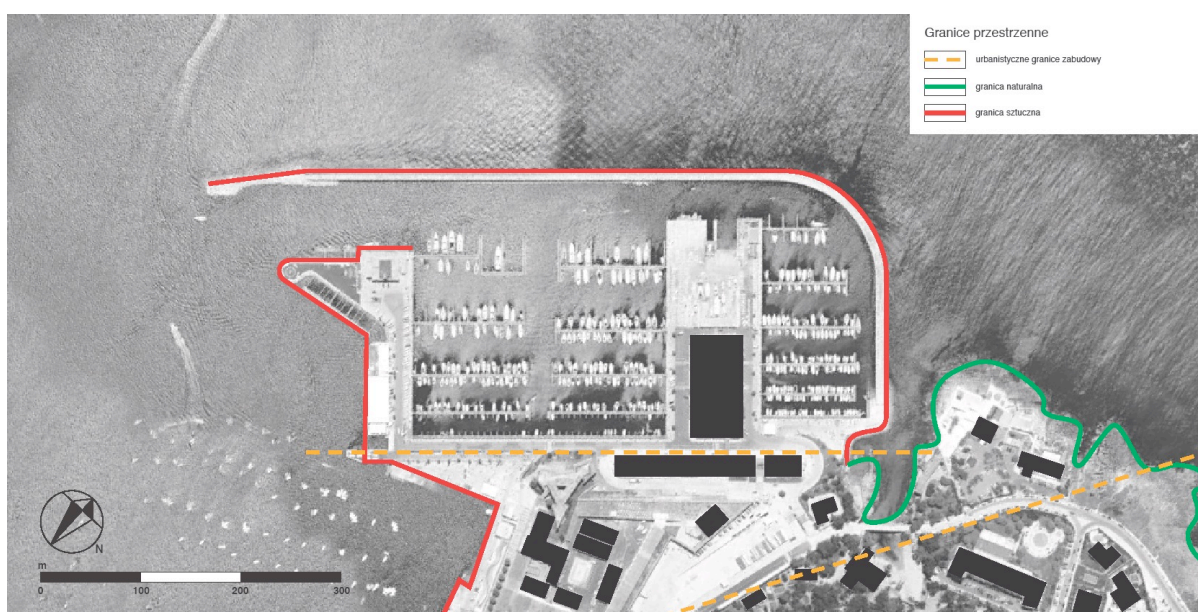 Granice przestrzenne
urbanistyczne granice zabudowy
granica naturalna
granica sztuczna
N
m
0 100 200 300